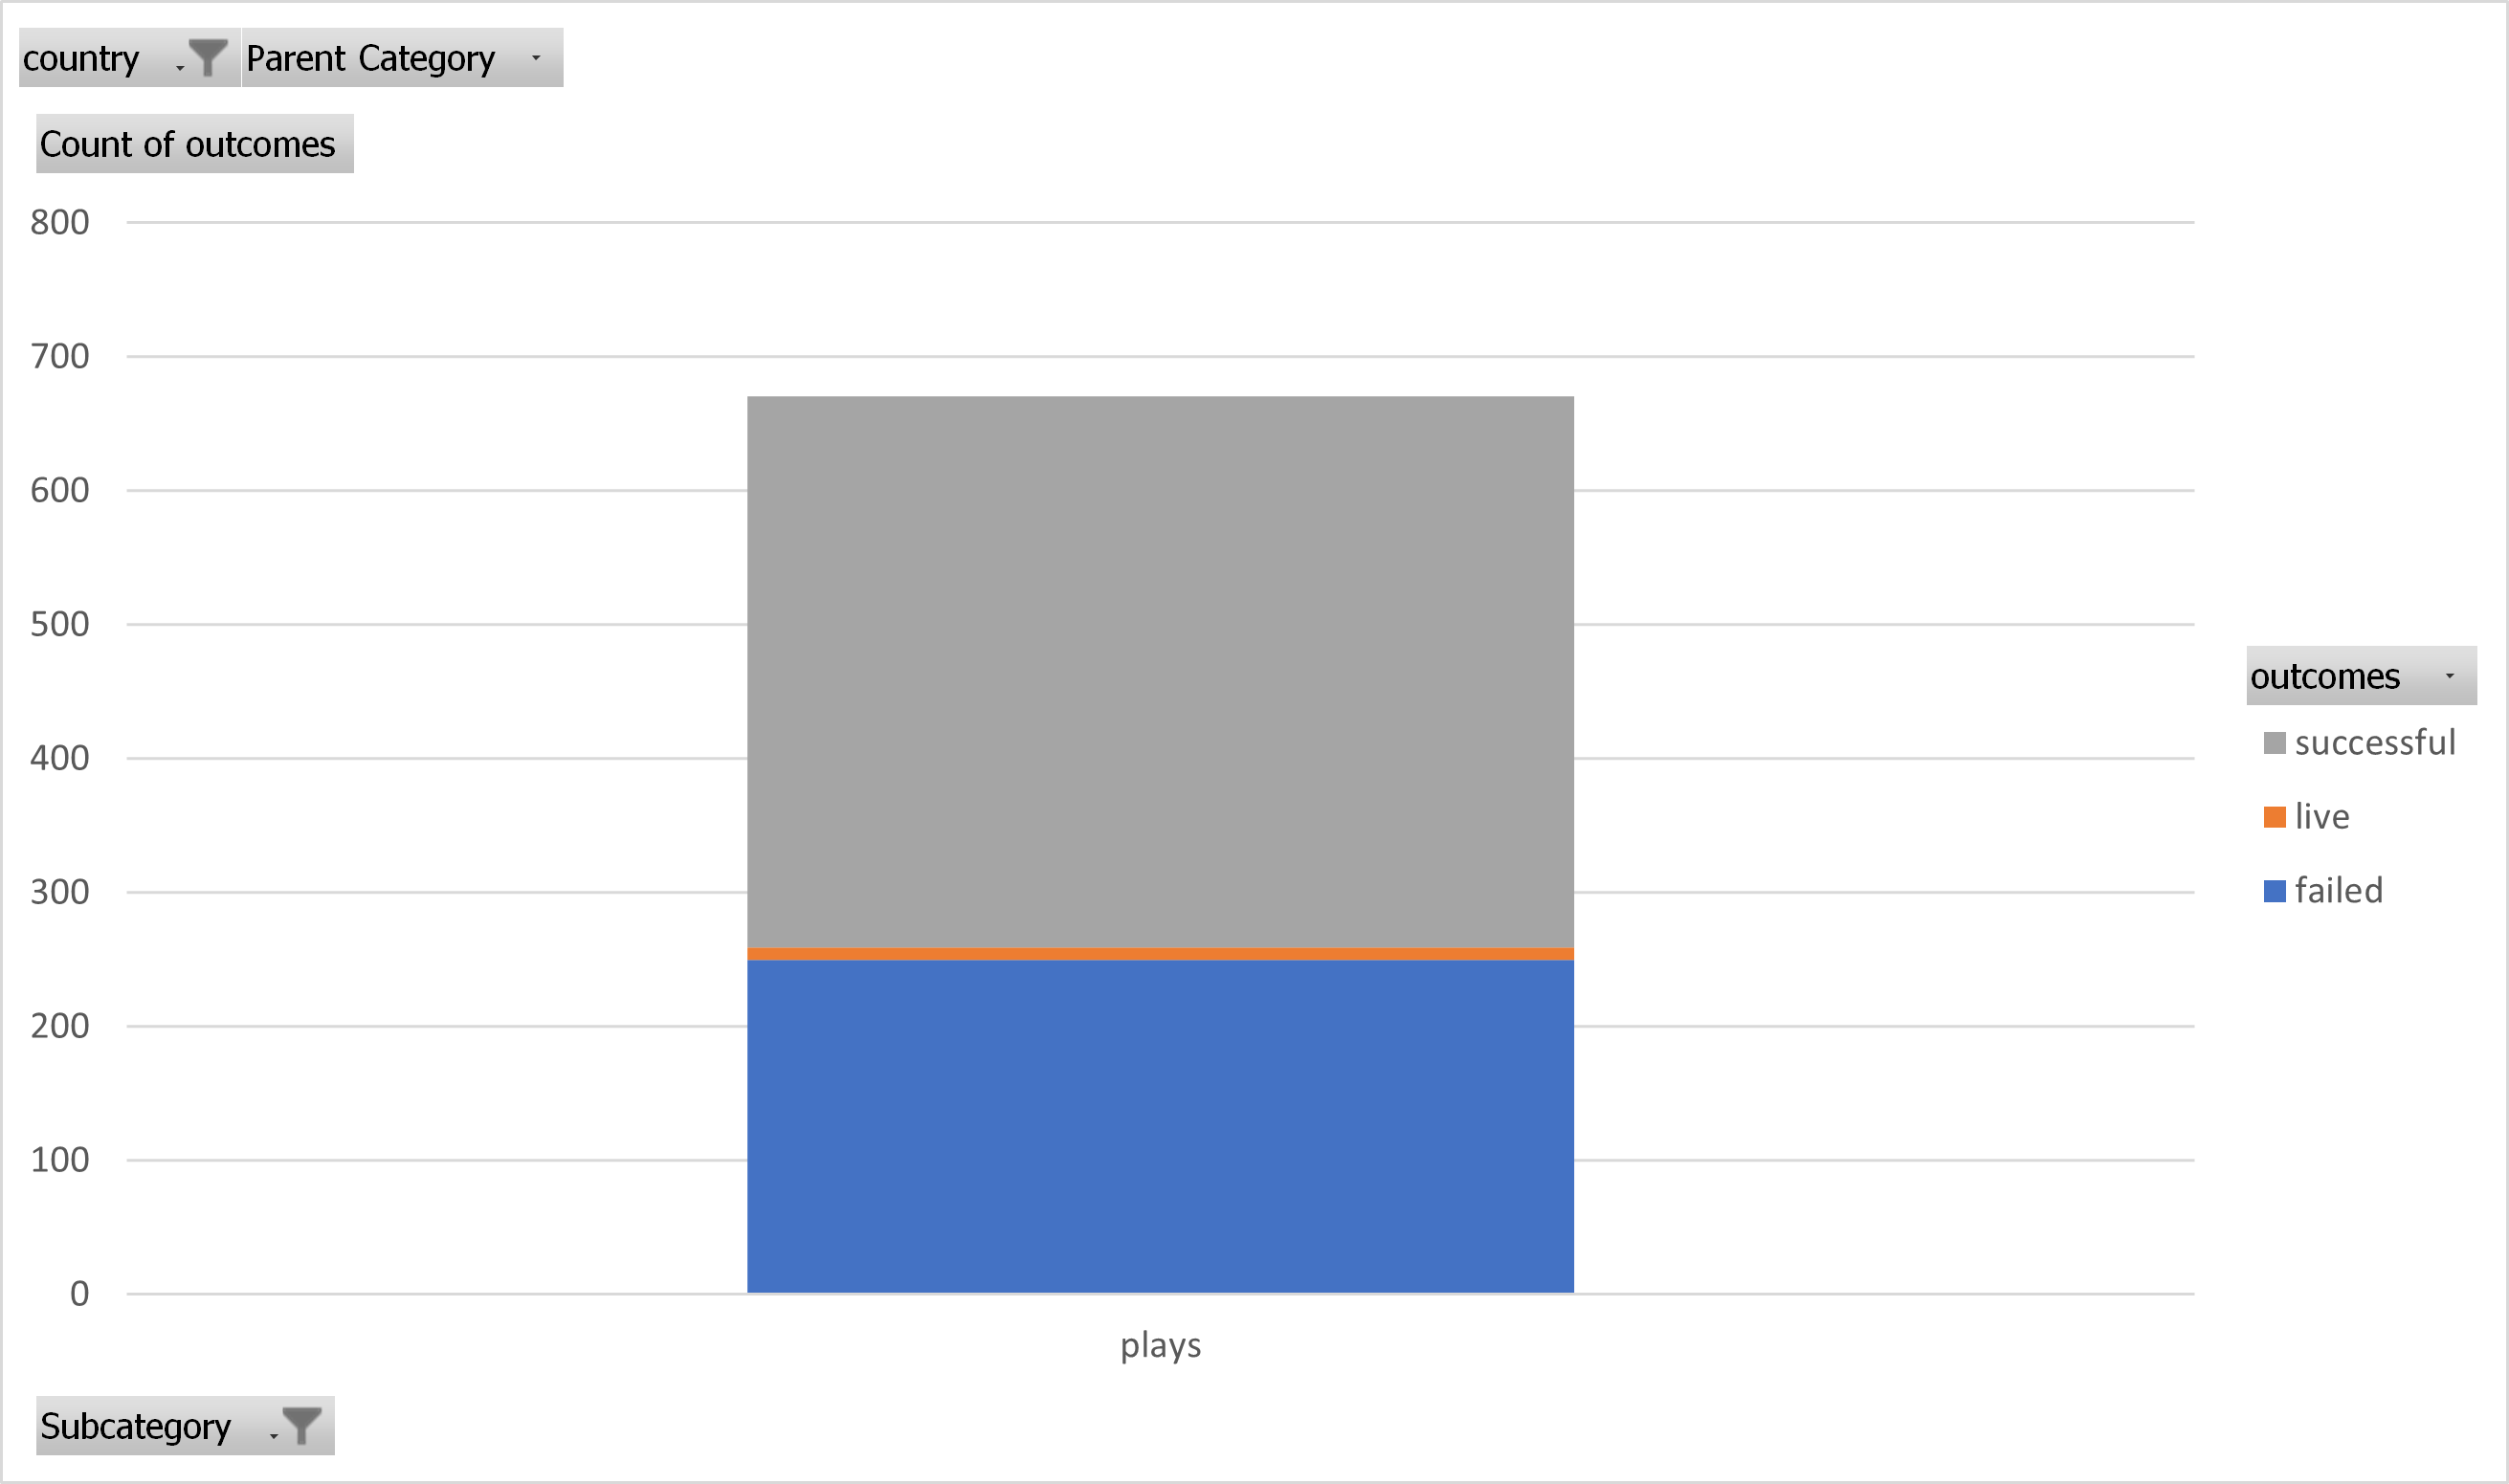 country Parent Category
Count of outcomes
800
700
600
500
400
300
200
100
0
plays
outcomes
successful
live
failed
Subcategory